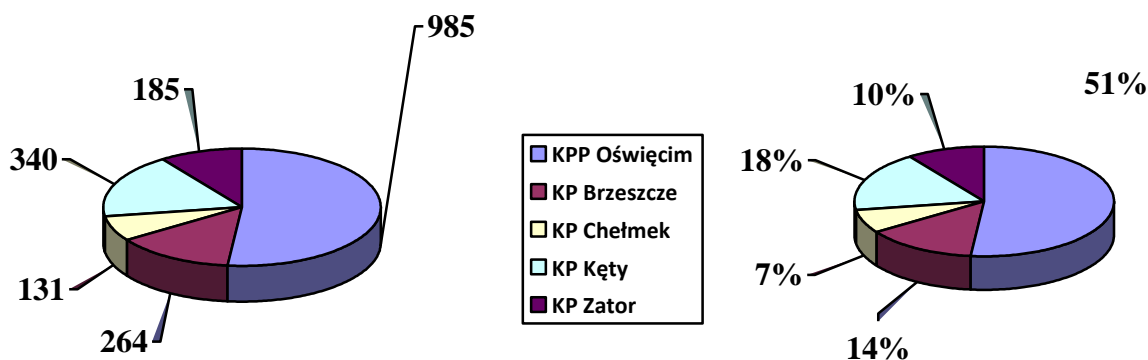 985
185
340
131
264
KPP Oświęcim
KP Brzeszcze
KP Chełmek
KP Kęty
KP Zator
51%
10%
18%
7%
14%